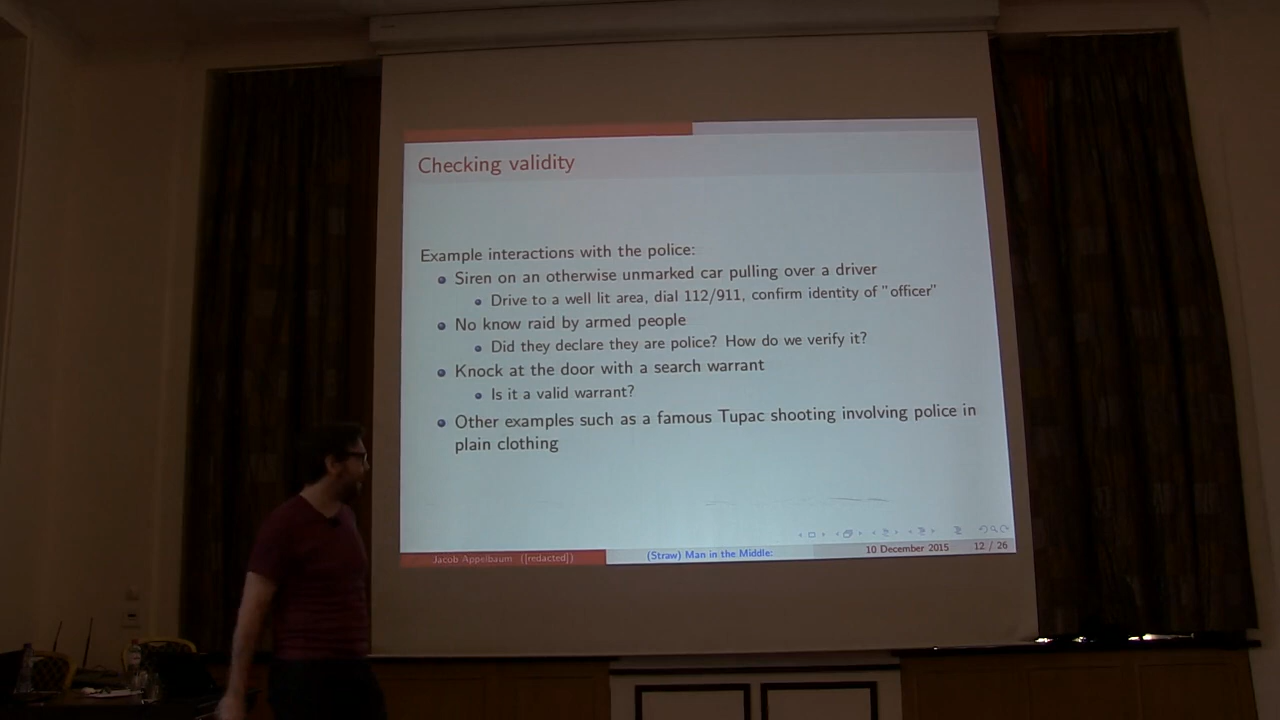 Checking validity
Example interactions with the police:
Siren on an otherwise unmarked car pulling over a driver
Drive to a well lit area, dial 112/911, confirm identity of "officer"
No know raid by armed people
Did they declare they are police? How do we verify it?
Knock at the door with a search warrant
Is it a valid warrant?
Other examples such as a famous Tupac shooting involving police in
plain clothing
Jacob Appelbaum ([redacted]) (Straw) Man in the Middle: 10 December 2015 12 / 26